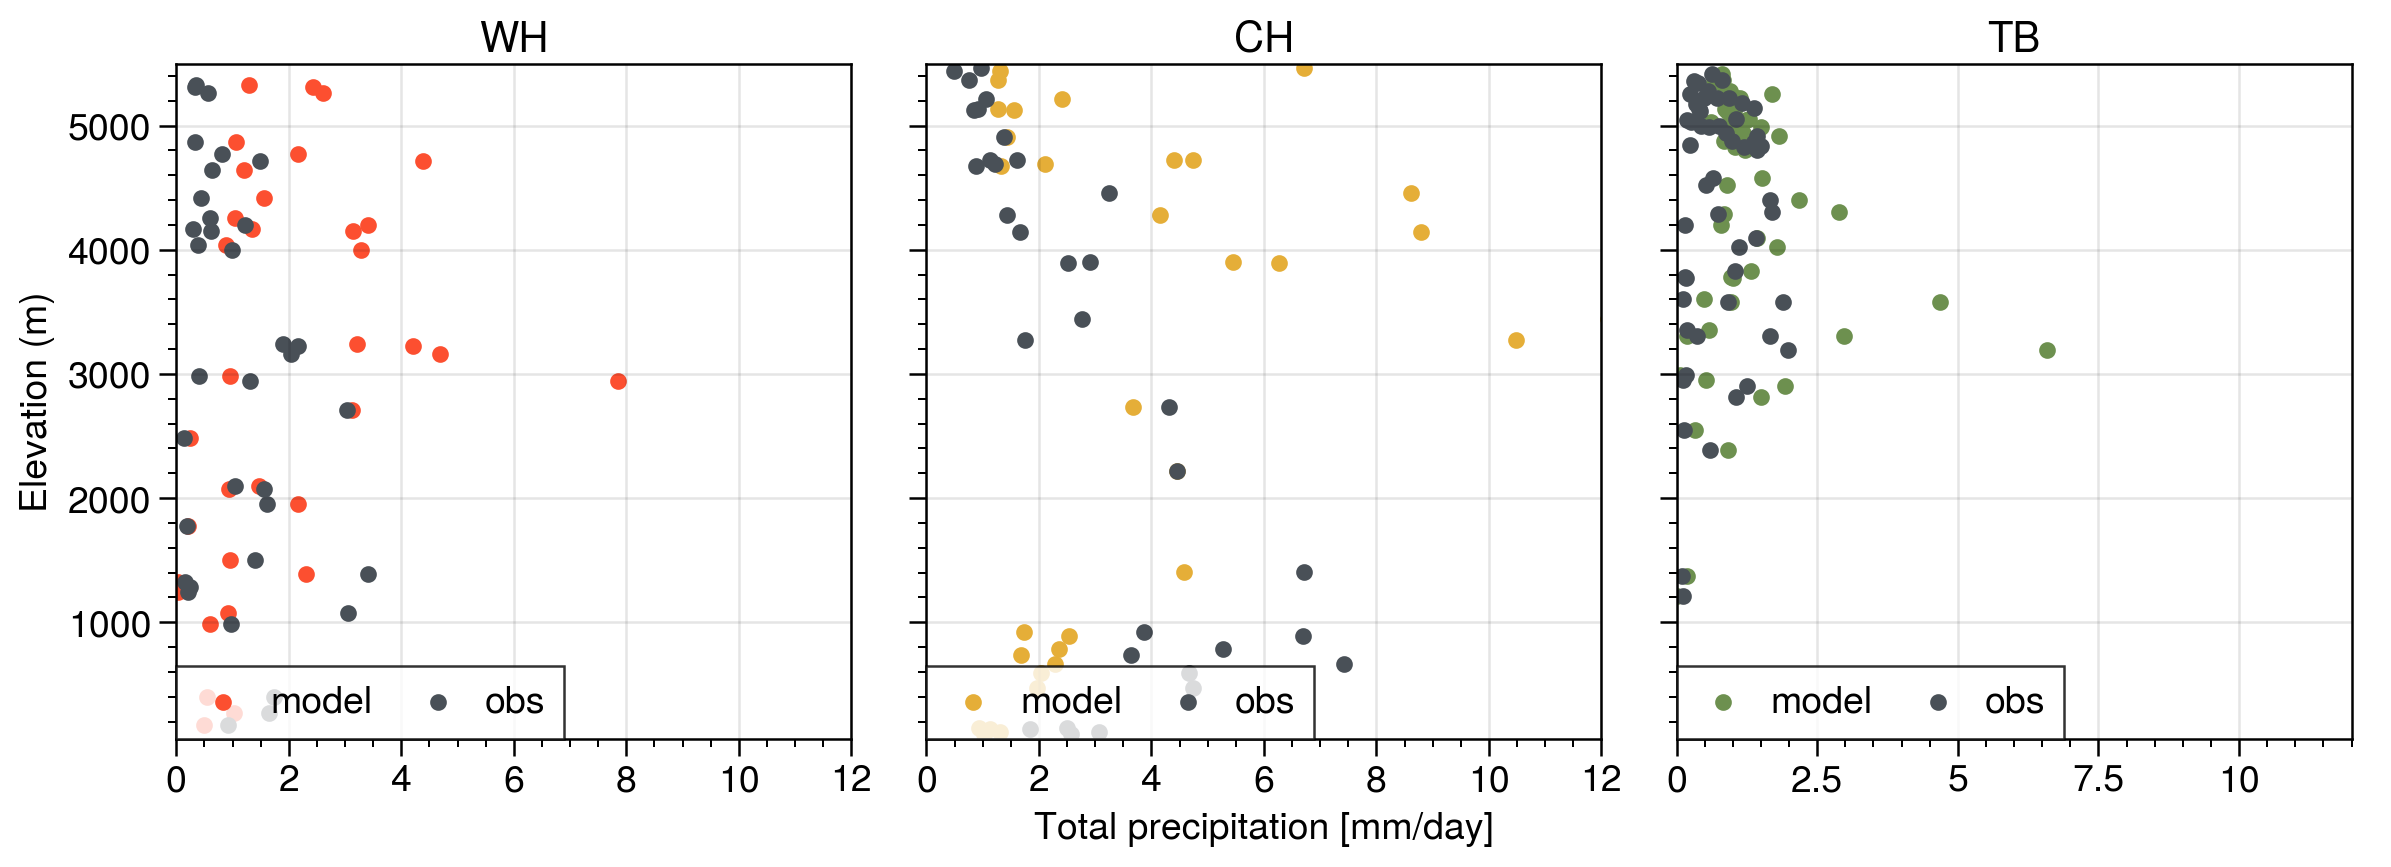 WH CH TB
5000
4000
3000
2000
1000
Elevation (m)
model obs
model obs
model obs
0 2 4 6 8 10 12
0 2 4 6 8 10 12
0 2.5 5 7.5 10
Total precipitation [mm/day]